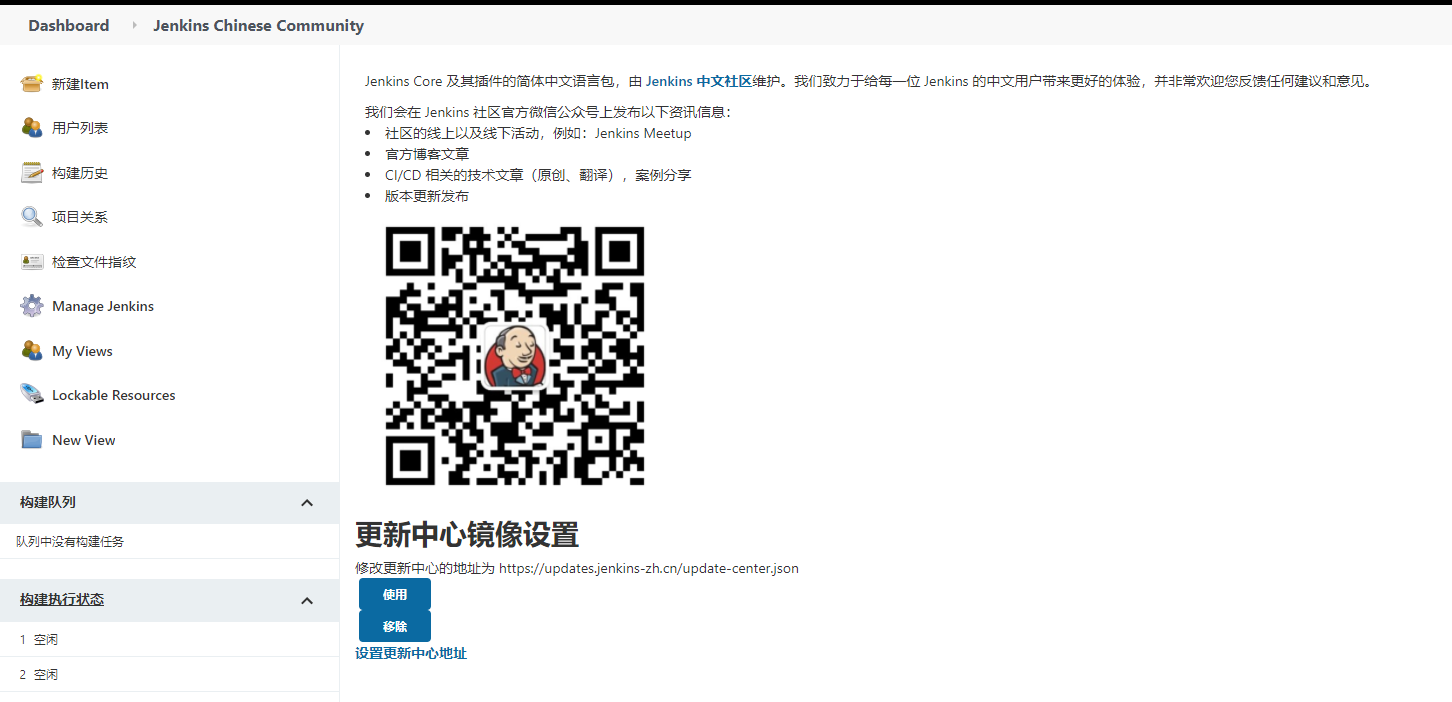 Dashboard
Jenkins Chinese Community
新建Item
用户列表
构建历史
项目关系
检查文件指纹
Manage Jenkins
My Views
Lockable Resources
New View
构建队列
队列中没有构建任务
构建执行状态
1 空闲
2 空闲
Jenkins Core 及其插件的简体中文语言包，由 Jenkins 中文社区维护。我们致力于给每一位 Jenkins 的中文用户带来更好的体验，并非常欢迎您反馈任何建议和意见。
我们会在 Jenkins 社区官方微信公众号上发布以下资讯信息：
• 社区的线上以及线下活动，例如：Jenkins Meetup
• 官方博客文章
• CI/CD 相关的技术文章（原创、翻译），案例分享
• 版本更新发布
更新中心镜像设置
修改更新中心的地址为 https://updates.jenkins-zh.cn/update-center.json
使用
移除
设置更新中心地址